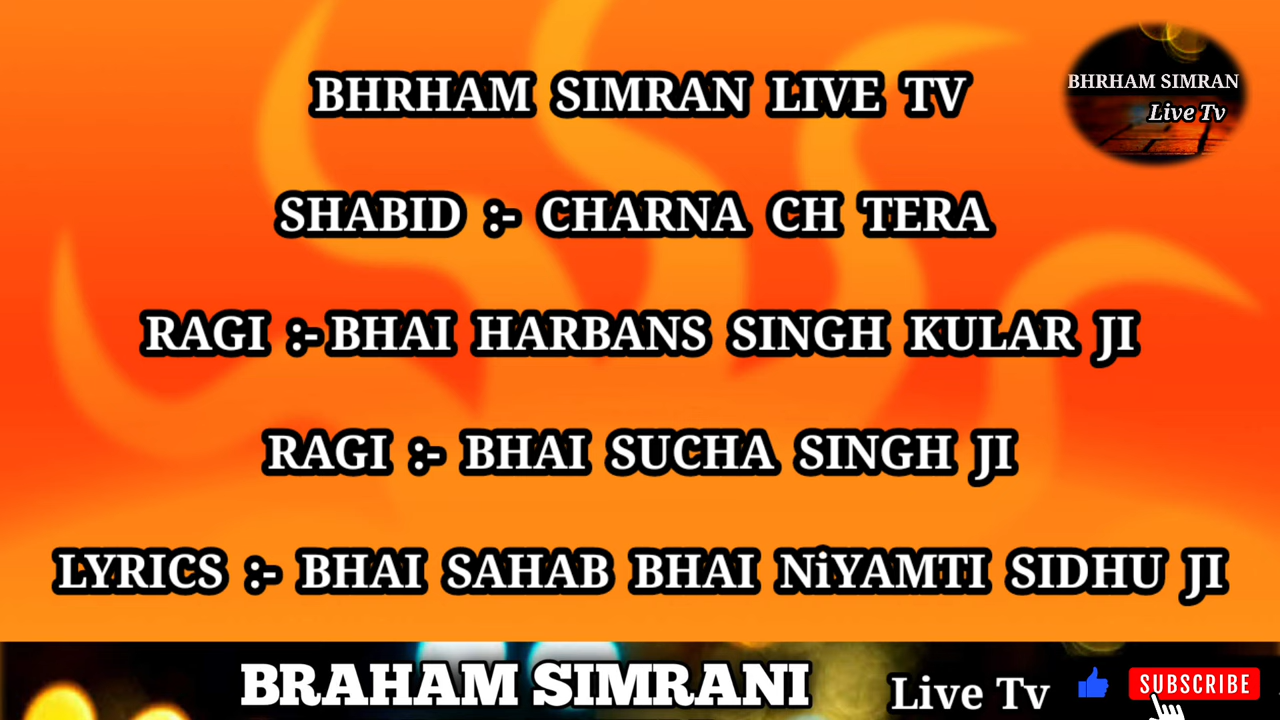 BHRHAM SIMRAN LIVE TV
BHRHAM SIMRAN
Live Tv
SHABID :- CHARNA CH TERA
RAGI :- BHAI HARBANS SINGH KULAR JI
RAGI :- BHAI SUCHA SINGH JI
LYRICS :- BHAI SAHAB BHAI NiYAMTI SIDHU JI
BRAHAM SIMRANI Live Tv SUBSCRIBE